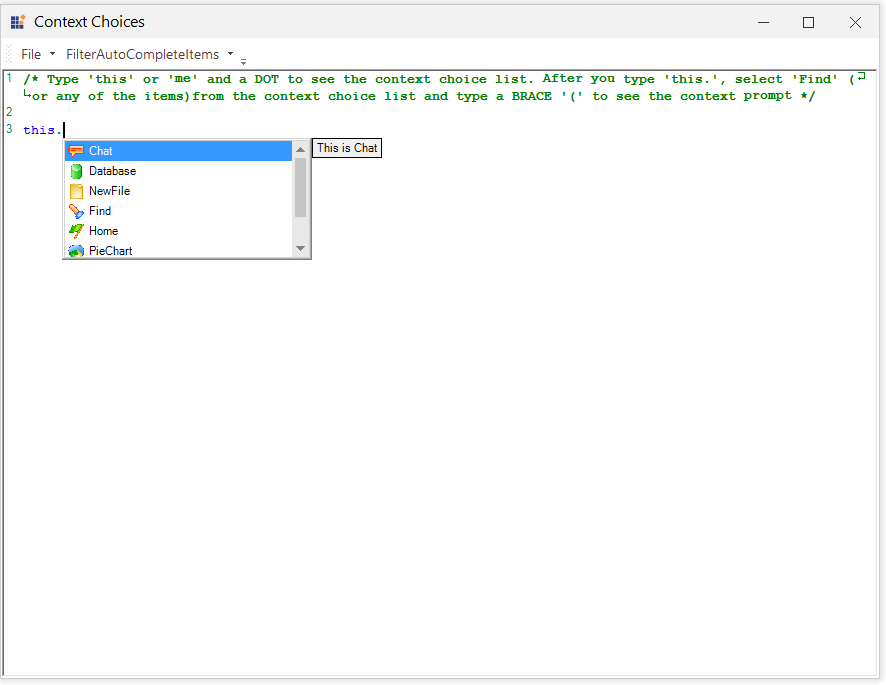 Context Choices
File FilterAutoCompleteItems
1 /* Type 'this' or 'me' and a DOT to see the context choice list. After you type 'this.', select 'Find' (
or any of the items)from the context choice list and type a BRACE '(' to see the context prompt */
2
3 this.
Chat
This is Chat
Database
NewFile
Find
Home
PieChart